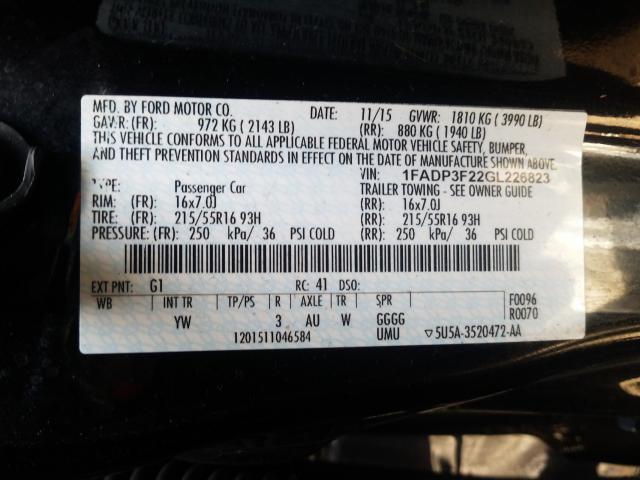 MFD. BY FORD MOTOR CO.
DATE: 11/15 GVWR: 1810 KG (3990 LB)
GAWR: (FR): 972 KG (2143 LB) (RR): 880 KG (1940 LB)
THIS VEHICLE CONFORMS TO ALL APPLICABLE FEDERAL MOTOR VEHICLE SAFETY, BUMPER,
AND THEFT PREVENTION STANDARDS IN EFFECT ON THE DATE OF MANUFACTURE SHOWN ABOVE.
VIN: 1FADP3F22GL226823
TYPE: Passenger Car TRAILER TOWING - SEE OWNER GUIDE
RIM: (FR): 16x7.0J (RR): 16x7.0J
TIRE: (FR): 215/55R16 93H (RR): 215/55R16 93H
PRESSURE: (FR): 250 kPa/ 36 PSI COLD (RR): 250 kPa/ 36 PSI COLD
EXT PNT: G1 RC: 41 DSO:
WB INT TR TP/PS R AXLE TR SPR F0096
YW 3 AU W GGGG R0070
1201511046584 UMU ▽5U5A-3520472-AA